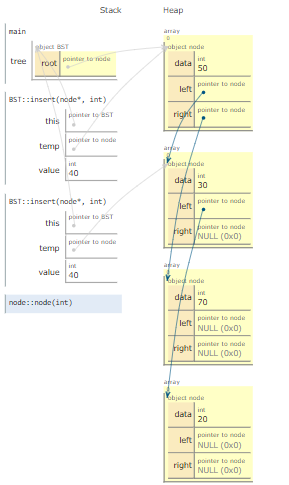 Stack
Heap
main
tree
object BST
root
pointer to node
BST::insert(node*, int)
this
pointer to BST
temp
pointer to node
value
int
40
BST::insert(node*, int)
this
pointer to BST
temp
pointer to node
value
int
40
node::node(int)
array
0
object node
data
int
50
left
pointer to node
right
pointer to node
array
object node
data
int
30
left
pointer to node
right
pointer to node
NULL (0x0)
array
object node
data
int
70
left
pointer to node
NULL (0x0)
right
pointer to node
NULL (0x0)
array
object node
data
int
20
left
pointer to node
NULL (0x0)
right
pointer to node
NULL (0x0)